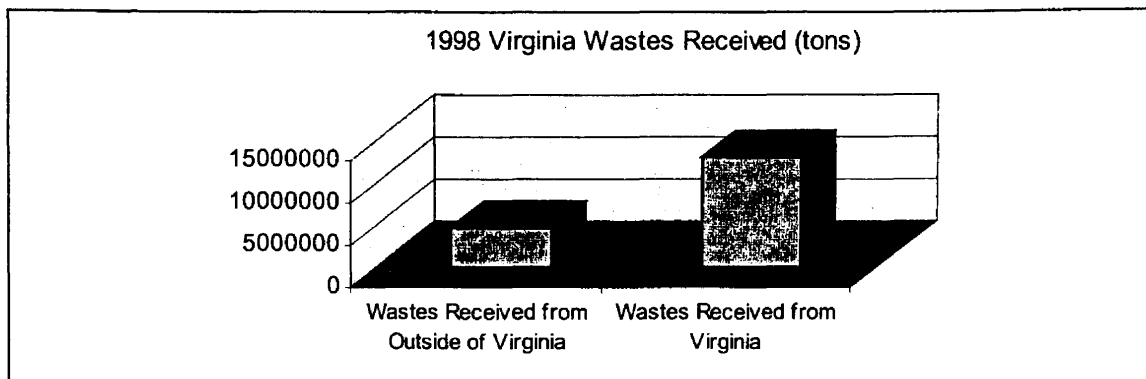 1998 Virginia Wastes Received (tons)
15000000
10000000
5000000
0
Wastes Received from
Outside of Virginia
Wastes Received from
Virginia